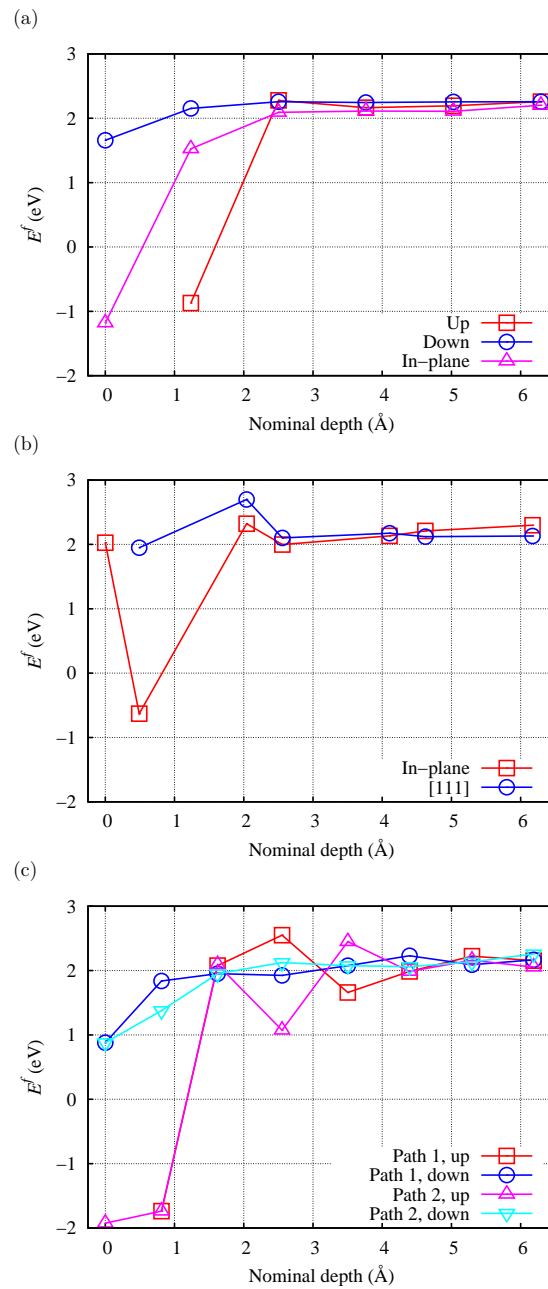 (a)
3
2
1
0
−1
−2
E^f (eV)
Up
Down
In−plane
0 1 2 3 4 5 6
Nominal depth (Å)
(b)
3
2
1
0
−1
−2
E^f (eV)
In−plane
[111]
0 1 2 3 4 5 6
Nominal depth (Å)
(c)
3
2
1
0
−1
−2
E^f (eV)
Path 1, up
Path 1, down
Path 2, up
Path 2, down
0 1 2 3 4 5 6
Nominal depth (Å)